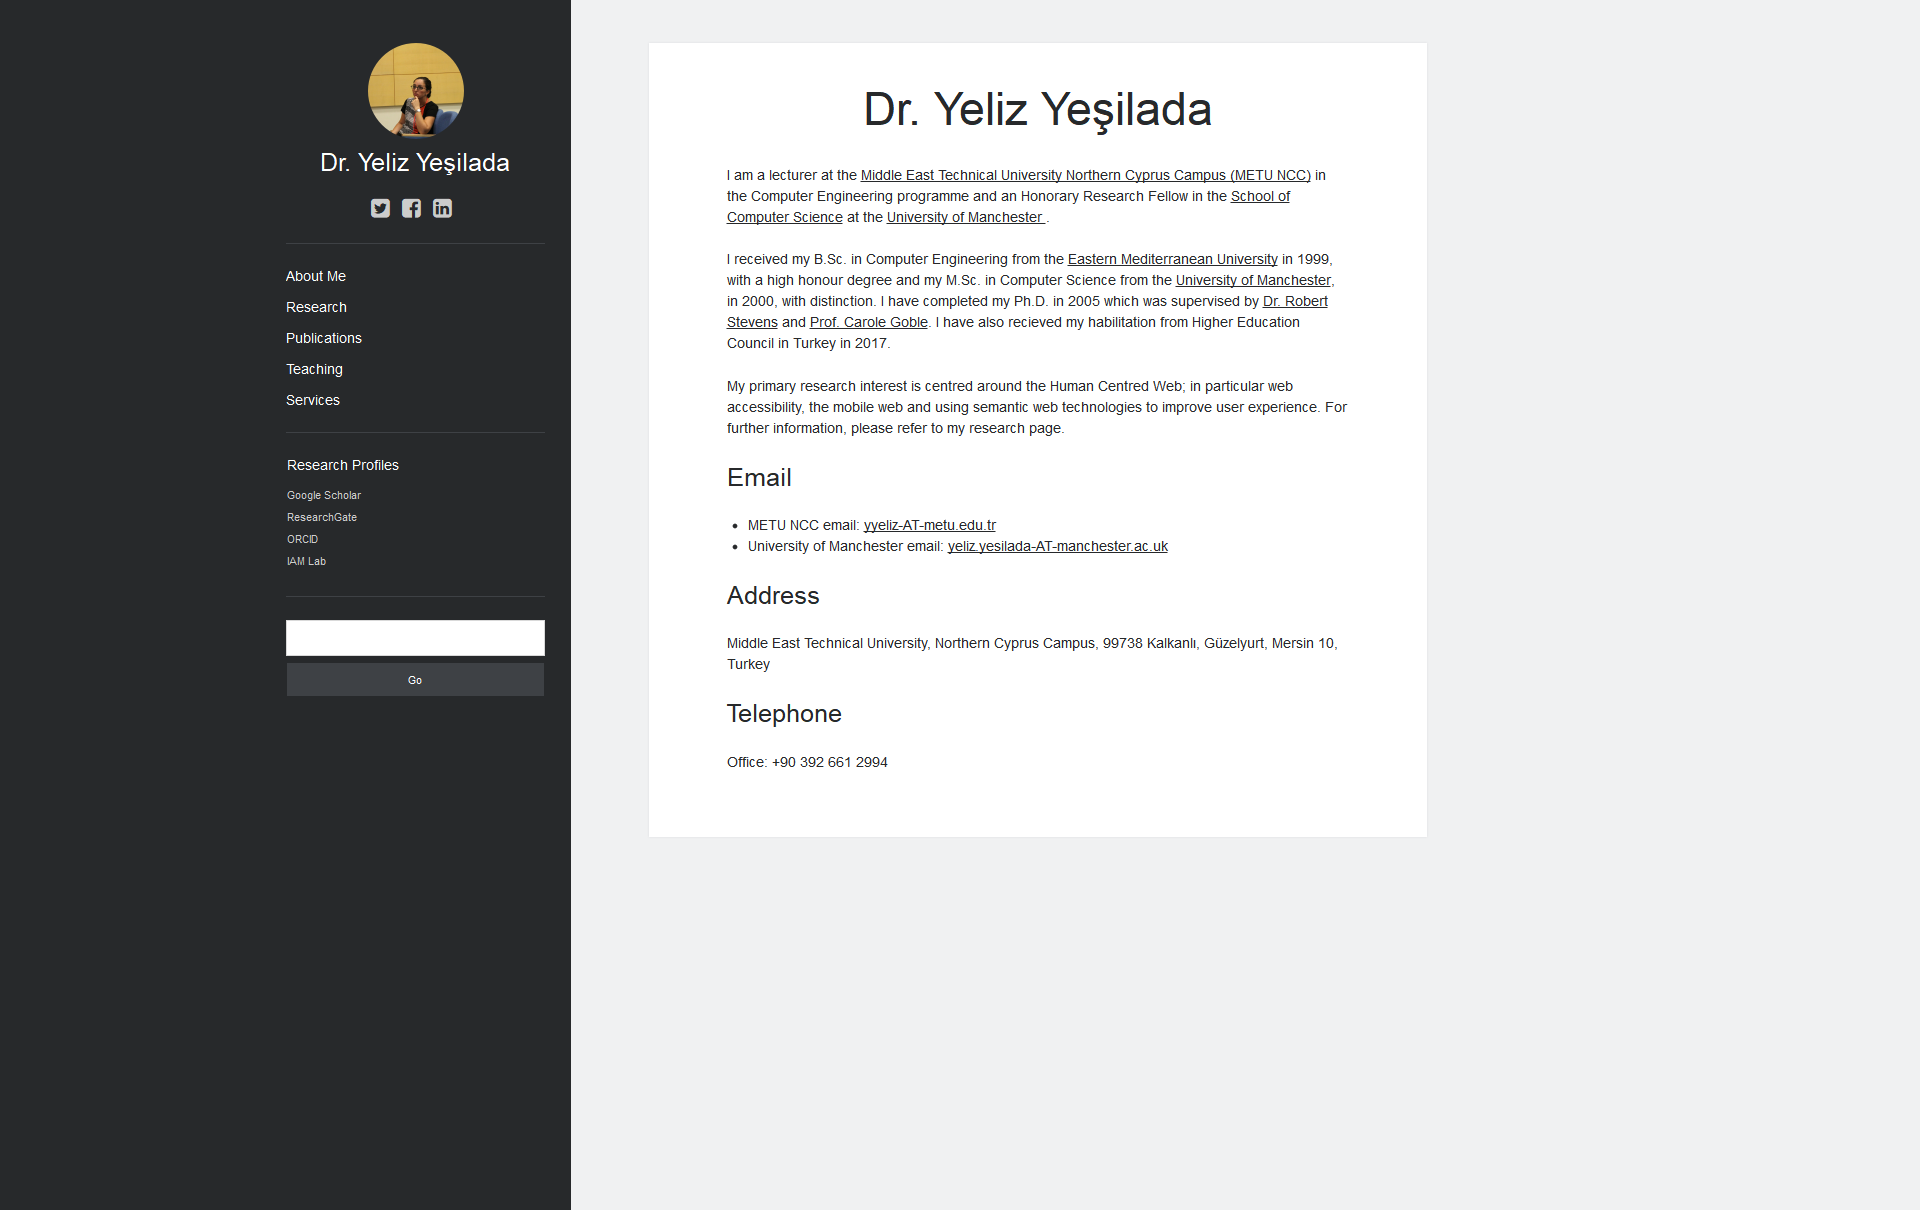 Dr. Yeliz Yeşilada
About Me
Research
Publications
Teaching
Services
Research Profiles
Google Scholar
ResearchGate
ORCID
IAM Lab
Go
Dr. Yeliz Yeşilada
I am a lecturer at the Middle East Technical University Northern Cyprus Campus (METU NCC) in
the Computer Engineering programme and an Honorary Research Fellow in the School of
Computer Science at the University of Manchester .
I received my B.Sc. in Computer Engineering from the Eastern Mediterranean University in 1999,
with a high honour degree and my M.Sc. in Computer Science from the University of Manchester,
in 2000, with distinction. I have completed my Ph.D. in 2005 which was supervised by Dr. Robert
Stevens and Prof. Carole Goble. I have also recieved my habilitation from Higher Education
Council in Turkey in 2017.
My primary research interest is centred around the Human Centred Web; in particular web
accessibility, the mobile web and using semantic web technologies to improve user experience. For
further information, please refer to my research page.
Email
• METU NCC email: yyeliz-AT-metu.edu.tr
• University of Manchester email: yeliz.yesilada-AT-manchester.ac.uk
Address
Middle East Technical University, Northern Cyprus Campus, 99738 Kalkanlı, Güzelyurt, Mersin 10,
Turkey
Telephone
Office: +90 392 661 2994